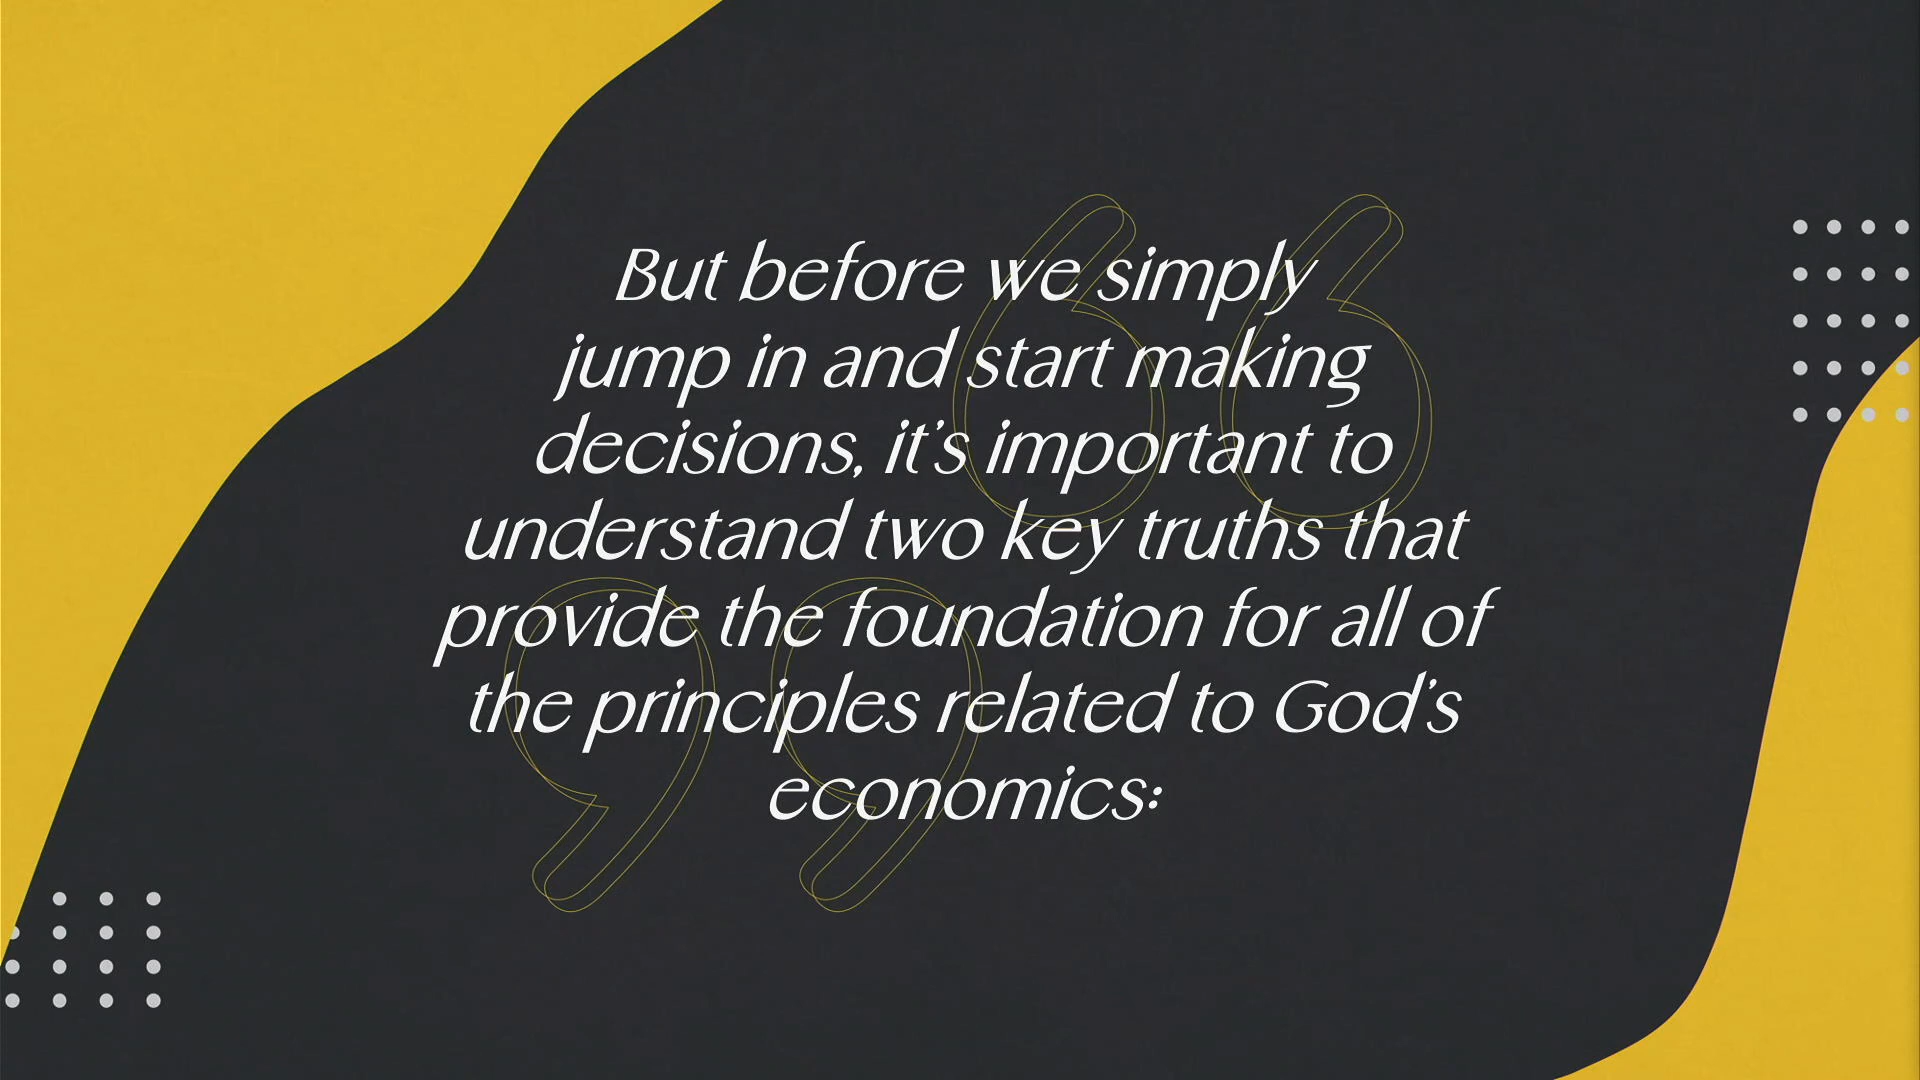 But before we simply
jump in and start making
decisions, it’s important to
understand two key truths that
provide the foundation for all of
the principles related to God’s
economics: